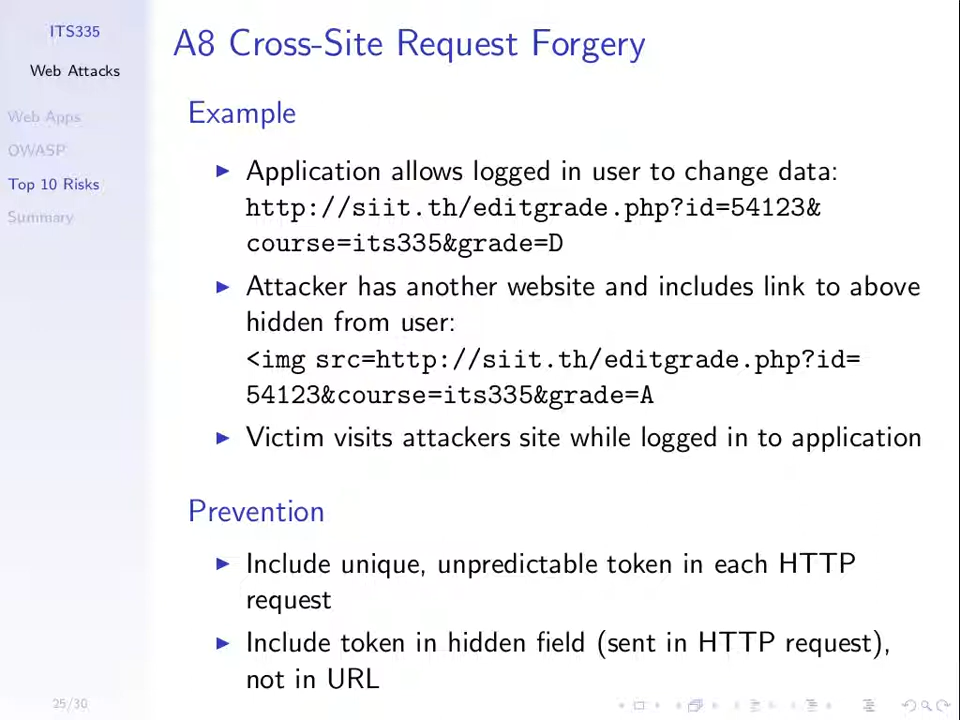 ITS335
Web Attacks
Web Apps
OWASP
Top 10 Risks
Summary
A8 Cross-Site Request Forgery
Example
Application allows logged in user to change data:
http://siit.th/editgrade.php?id=54123&
course=its335&grade=D
Attacker has another website and includes link to above
hidden from user:
<img src=http://siit.th/editgrade.php?id=
54123&course=its335&grade=A
Victim visits attackers site while logged in to application
Prevention
Include unique, unpredictable token in each HTTP
request
Include token in hidden field (sent in HTTP request),
not in URL
25/30